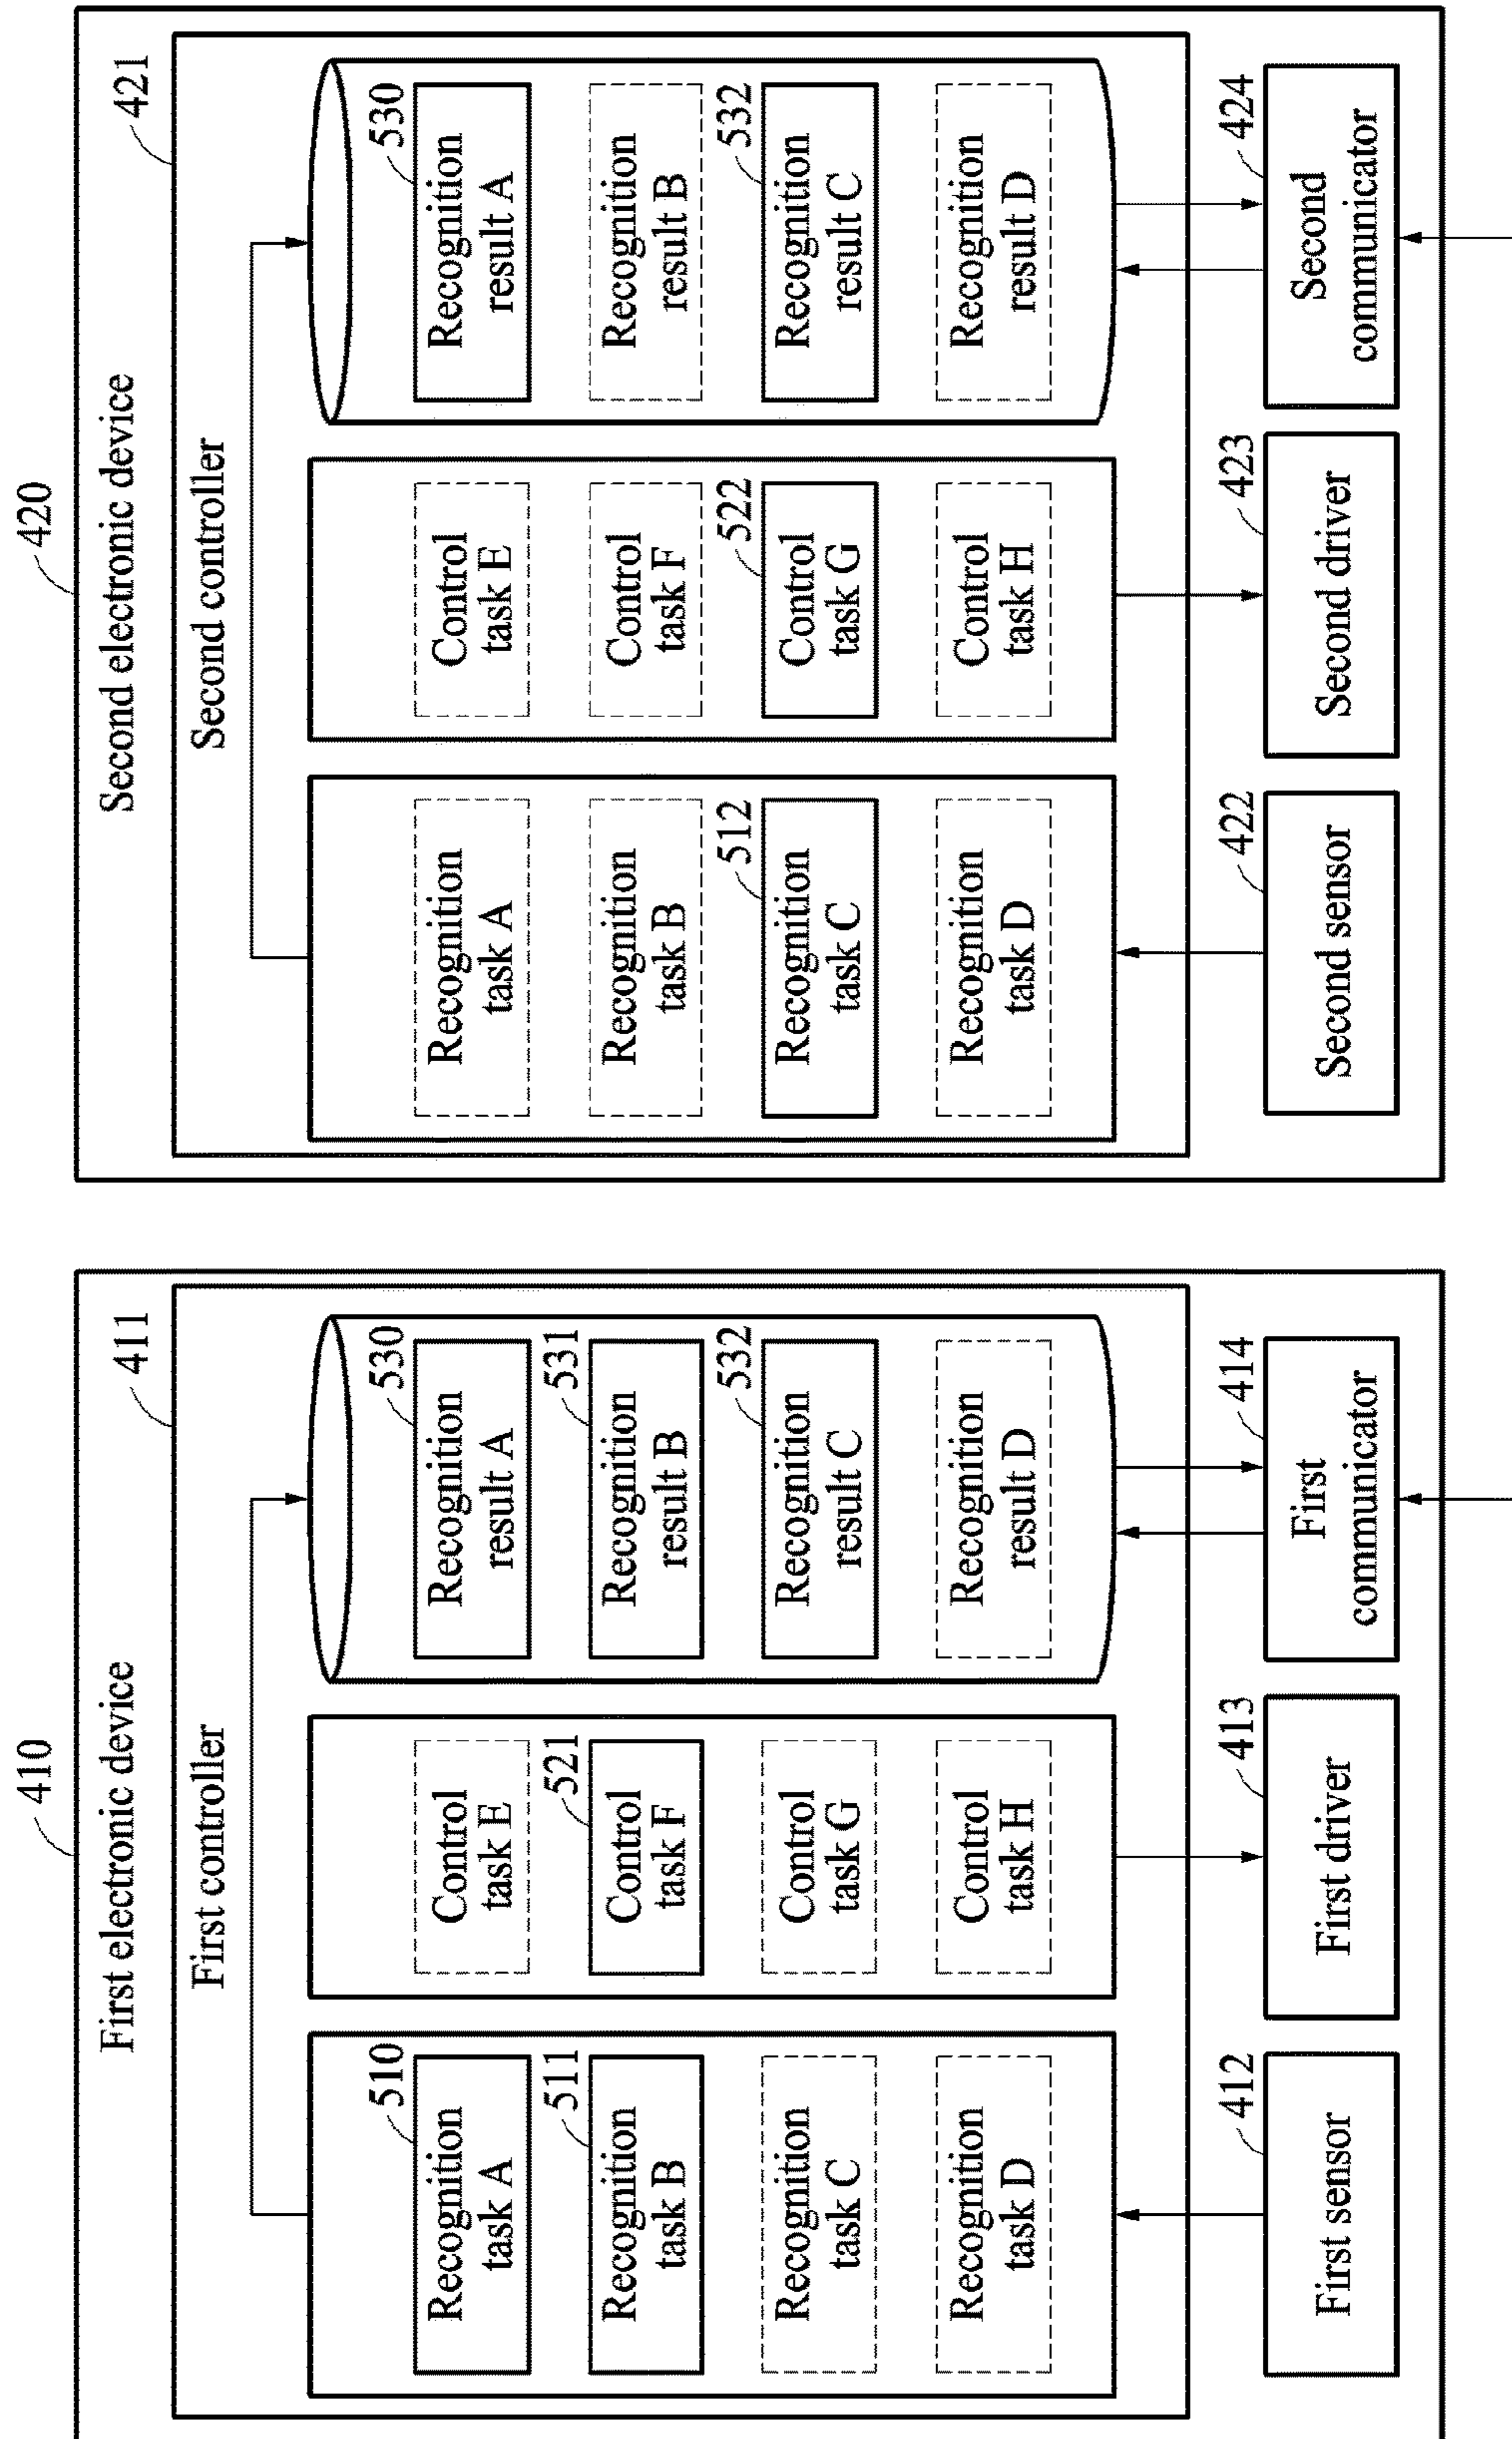 410
First electronic device
411
First controller
510
Recognition
task A
511
Recognition
task B
Recognition
task C
Recognition
task D
Control
task E
521
Control
task F
Control
task G
Control
task H
530
Recognition
result A
531
Recognition
result B
532
Recognition
result C
Recognition
result D
412
First sensor
413
First driver
414
First
communicator
420
Second electronic device
421
Second controller
Recognition
task A
Recognition
task B
512
Recognition
task C
Recognition
task D
Control
task E
Control
task F
522
Control
task G
Control
task H
530
Recognition
result A
Recognition
result B
532
Recognition
result C
Recognition
result D
422
Second sensor
423
Second driver
424
Second
communicator